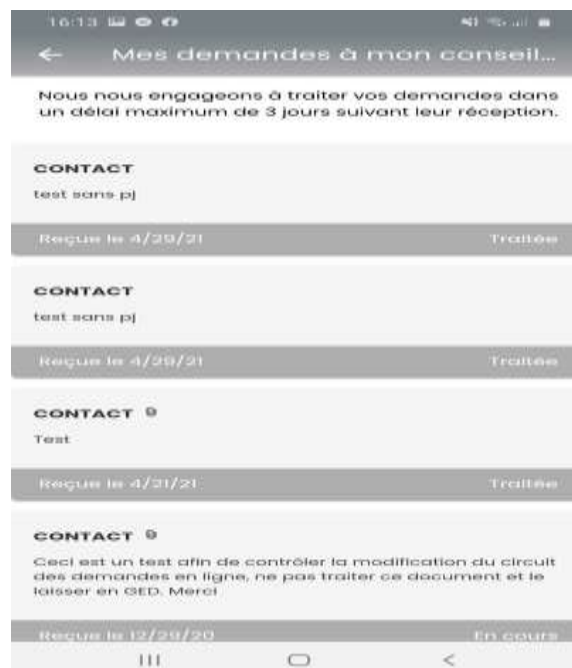 16:13
Mes demandes à mon conseil...
Nous nous engageons à traiter vos demandes dans
un délai maximum de 3 jours suivant leur réception.
CONTACT
test sans pj
Reçue le 4/29/21 Traitée
CONTACT
test sans pj
Reçue le 4/29/21 Traitée
CONTACT
Test
Reçue le 4/21/21 Traitée
CONTACT
Ceci est un test afin de contrôler la modification du circuit
des demandes en ligne, ne pas traiter ce document et le
laisser en GED. Merci
Reçue le 12/29/20 En cours